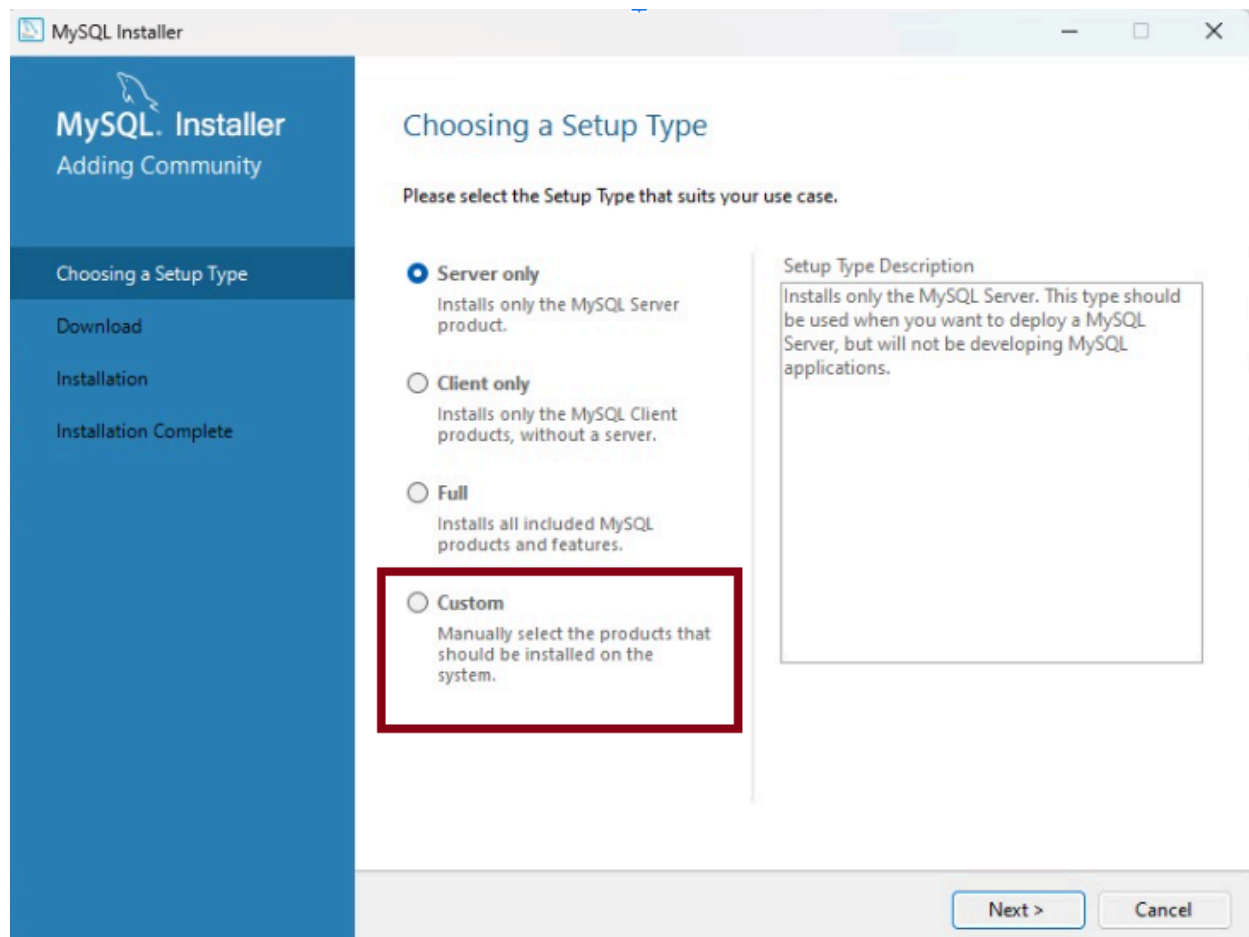 MySQL Installer
MySQL. Installer
Adding Community
Choosing a Setup Type
Download
Installation
Installation Complete
Choosing a Setup Type
Please select the Setup Type that suits your use case.
Server only
Installs only the MySQL Server
product.
Client only
Installs only the MySQL Client
products, without a server.
Full
Installs all included MySQL
products and features.
Custom
Manually select the products that
should be installed on the
system.
Setup Type Description
Installs only the MySQL Server. This type should
be used when you want to deploy a MySQL
Server, but will not be developing MySQL
applications.
Next >
Cancel